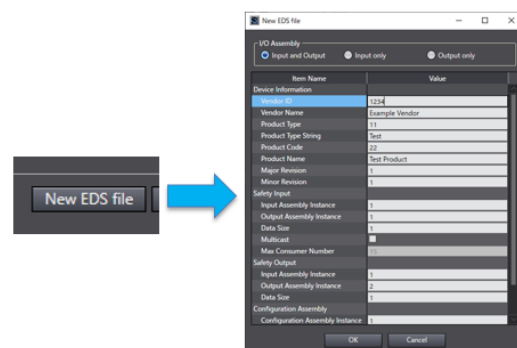 New EDS file
New EDS file
I/O Assembly
Input and Output Input only Output only
Item Name Value
Device Information
Vendor ID 1234
Vendor Name Example Vendor
Product Type 11
Product Type String Test
Product Code 22
Product Name Test Product
Major Revision 1
Minor Revision 1
Safety Input
Input Assembly Instance 1
Output Assembly Instance 1
Data Size 1
Multicast
Max Consumer Number
Safety Output
Input Assembly Instance 1
Output Assembly Instance 2
Data Size 1
Configuration Assembly
Configuration Assembly Instance 1
OK Cancel